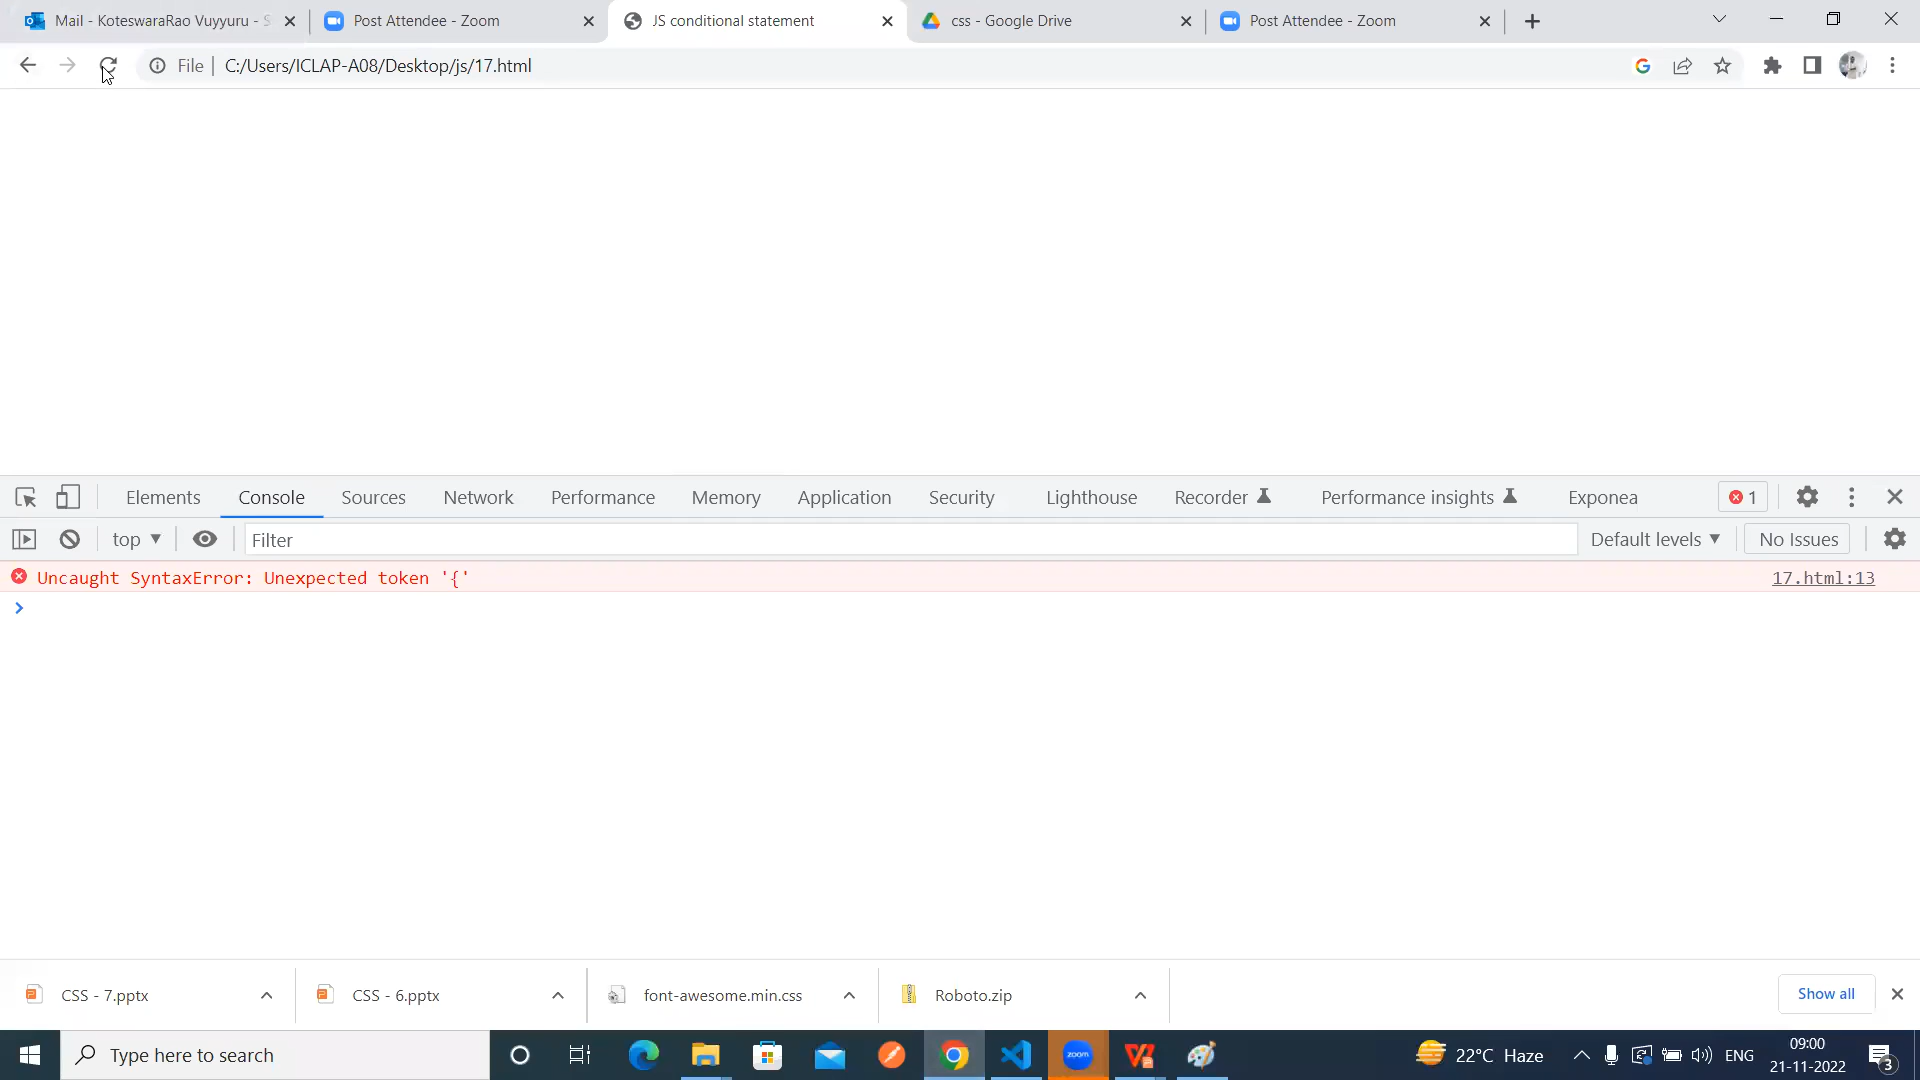 Mail - KoteswaraRao Vuyyuru - S
Post Attendee - Zoom
JS conditional statement
css - Google Drive
Post Attendee - Zoom
File
C:/Users/ICLAP-A08/Desktop/js/17.html
Elements
Console
Sources
Network
Performance
Memory
Application
Security
Lighthouse
Recorder
Performance insights
Exponea
1
top
Filter
Default levels
No Issues
Uncaught SyntaxError: Unexpected token '{'
17.html:13
CSS - 7.pptx
CSS - 6.pptx
font-awesome.min.css
Roboto.zip
Show all
Type here to search
zoom
22°C Haze
ENG
09:00
21-11-2022
3